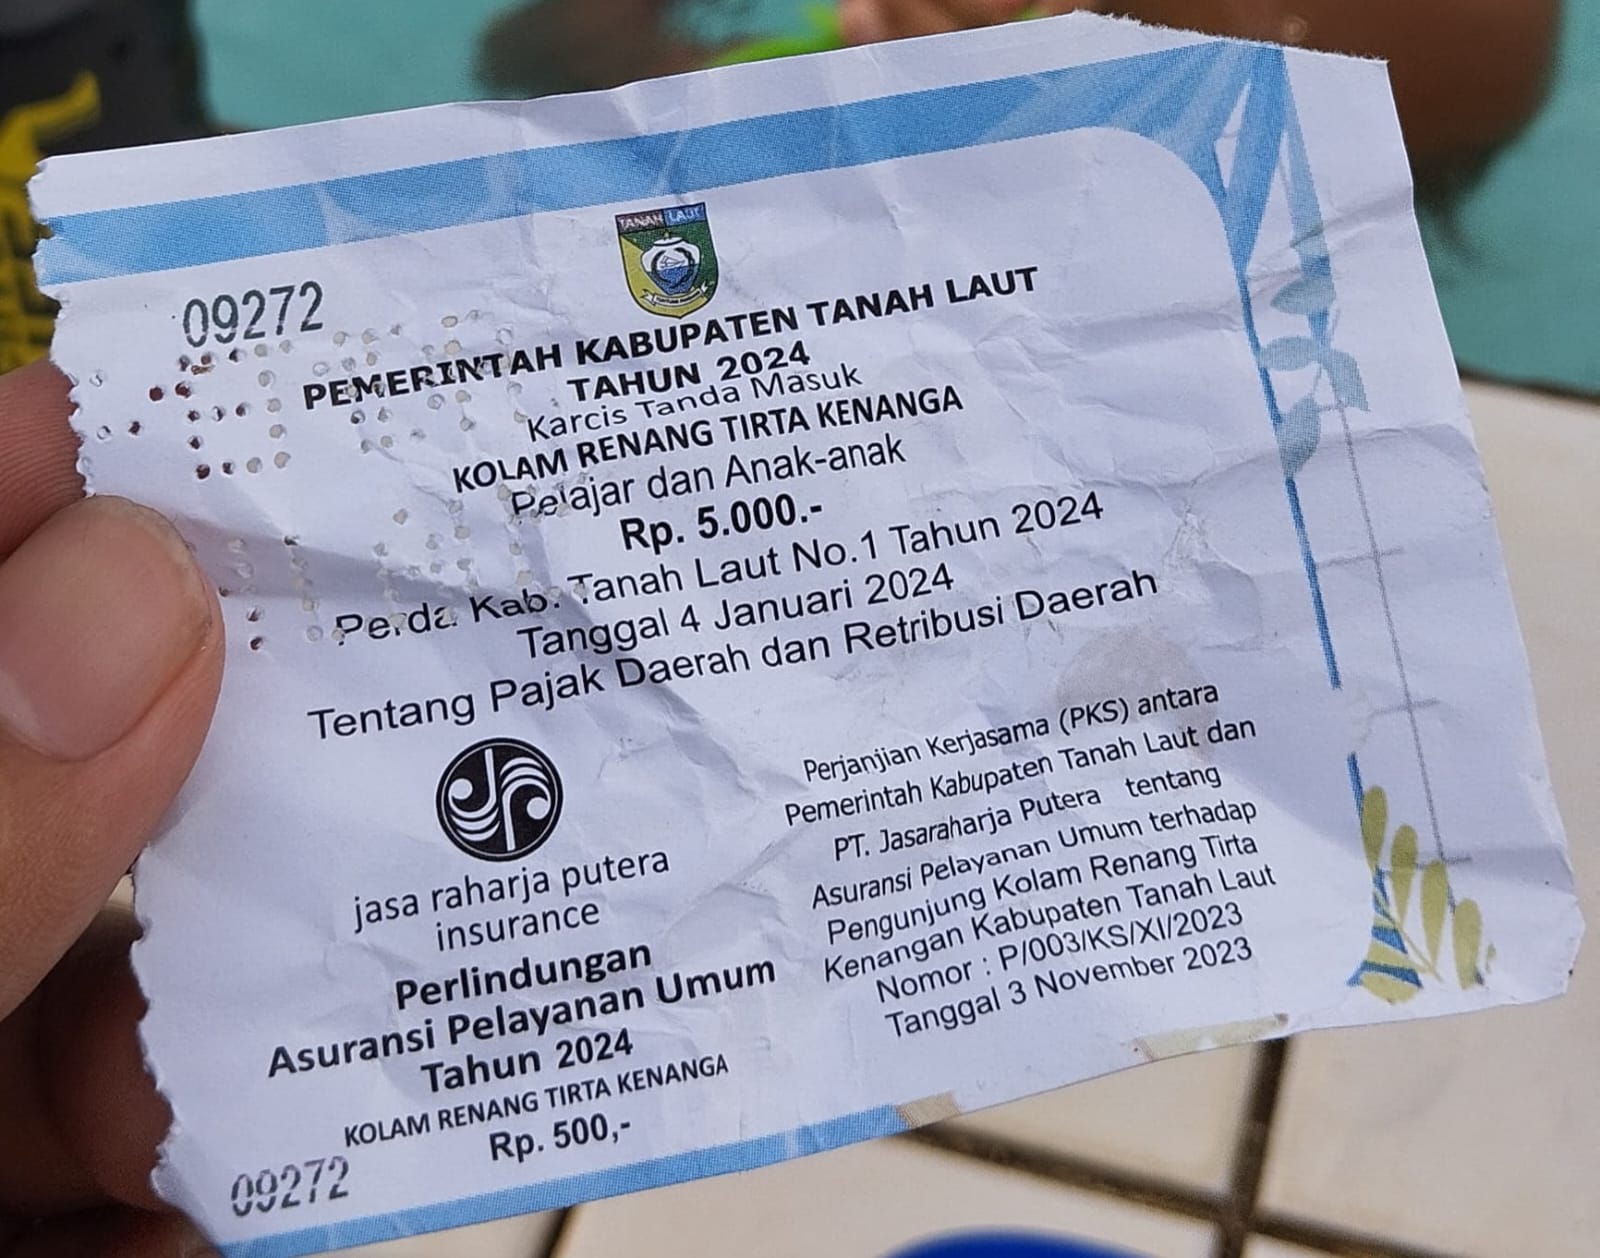 TANAH LAUT
09272
PEMERINTAH KABUPATEN TANAH LAUT
TAHUN 2024
Karcis Tanda Masuk
KOLAM RENANG TIRTA KENANGA
Pelajar dan Anak-anak
Rp. 5.000.-
Perda Kab. Tanah Laut No.1 Tahun 2024
Tanggal 4 Januari 2024
Tentang Pajak Daerah dan Retribusi Daerah
jasa raharja putera
insurance
Perlindungan
Asuransi Pelayanan Umum
Tahun 2024
KOLAM RENANG TIRTA KENANGA
Rp. 500,-
09272
Perjanjian Kerjasama (PKS) antara
Pemerintah Kabupaten Tanah Laut dan
PT. Jasaraharja Putera tentang
Asuransi Pelayanan Umum terhadap
Pengunjung Kolam Renang Tirta
Kenangan Kabupaten Tanah Laut
Nomor : P/003/KS/XI/2023
Tanggal 3 November 2023